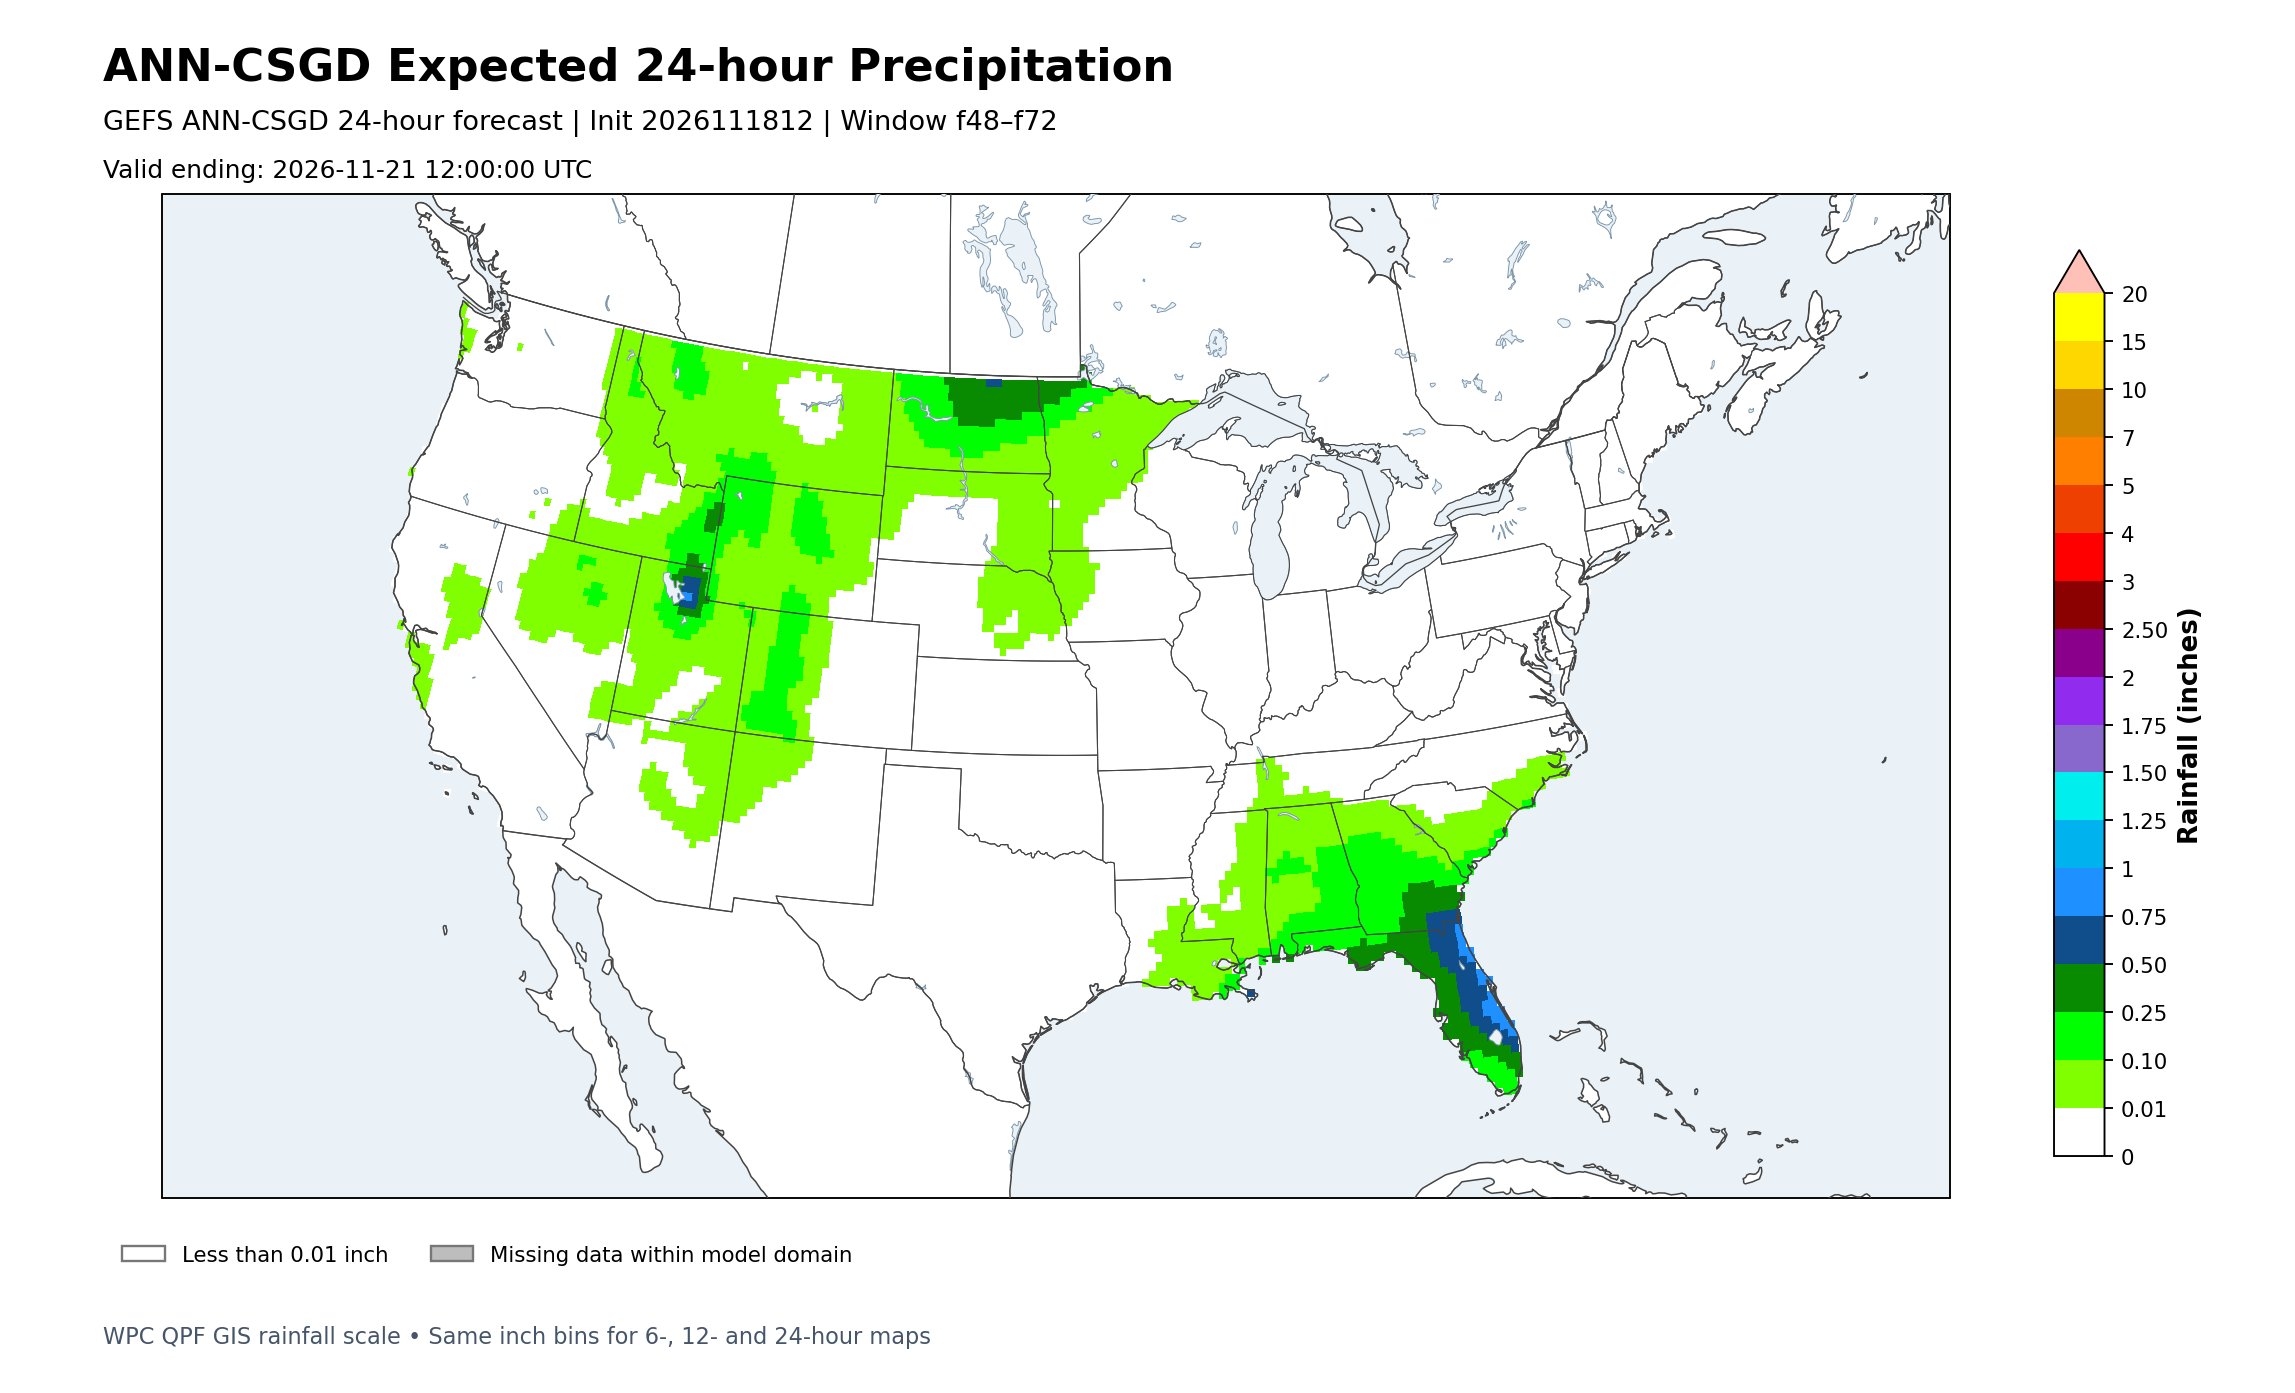 ANN-CSGD Expected 24-hour Precipitation
GEFS ANN-CSGD 24-hour forecast | Init 2026111812 | Window f48–f72
Valid ending: 2026-11-21 12:00:00 UTC
20
15
10
7
5
4
3
2.50
2
1.75
1.50
1.25
1
0.75
0.50
0.25
0.10
0.01
0
Rainfall (inches)
Less than 0.01 inch
Missing data within model domain
WPC QPF GIS rainfall scale • Same inch bins for 6-, 12- and 24-hour maps